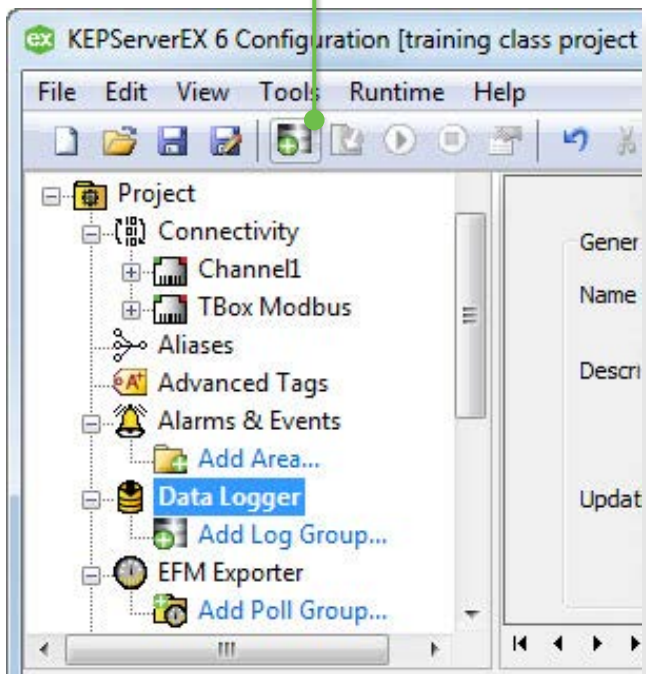 ex KEPServerEX 6 Configuration [training class project
File Edit View Tools Runtime Help
Project
Connectivity
Channel1
TBox Modbus
Aliases
Advanced Tags
Alarms & Events
Add Area...
Data Logger
Add Log Group...
EFM Exporter
Add Poll Group...
Gener
Name
Descri
Updat